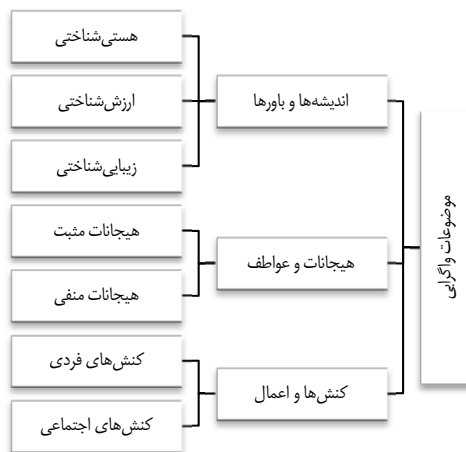 موضوعات واگرایی
اندیشه‌ها و باورها
هستی‌شناختی
ارزش‌شناختی
زیبایی‌شناختی
هیجانات و عواطف
هیجانات مثبت
هیجانات منفی
کنش‌ها و اعمال
کنش‌های فردی
کنش‌های اجتماعی